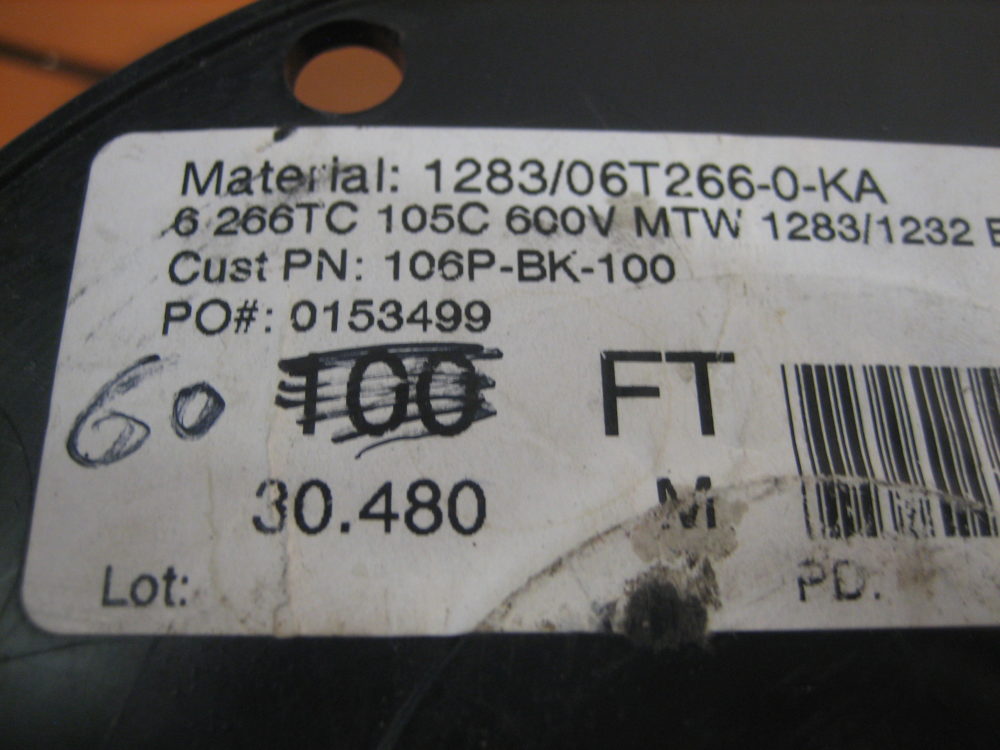 Material: 1283/06T266-0-KA
6 266TC 105C 600V MTW 1283/1232
Cust PN: 106P-BK-100
PO#: 0153499
60 100 FT
30.480 M
Lot: PD.